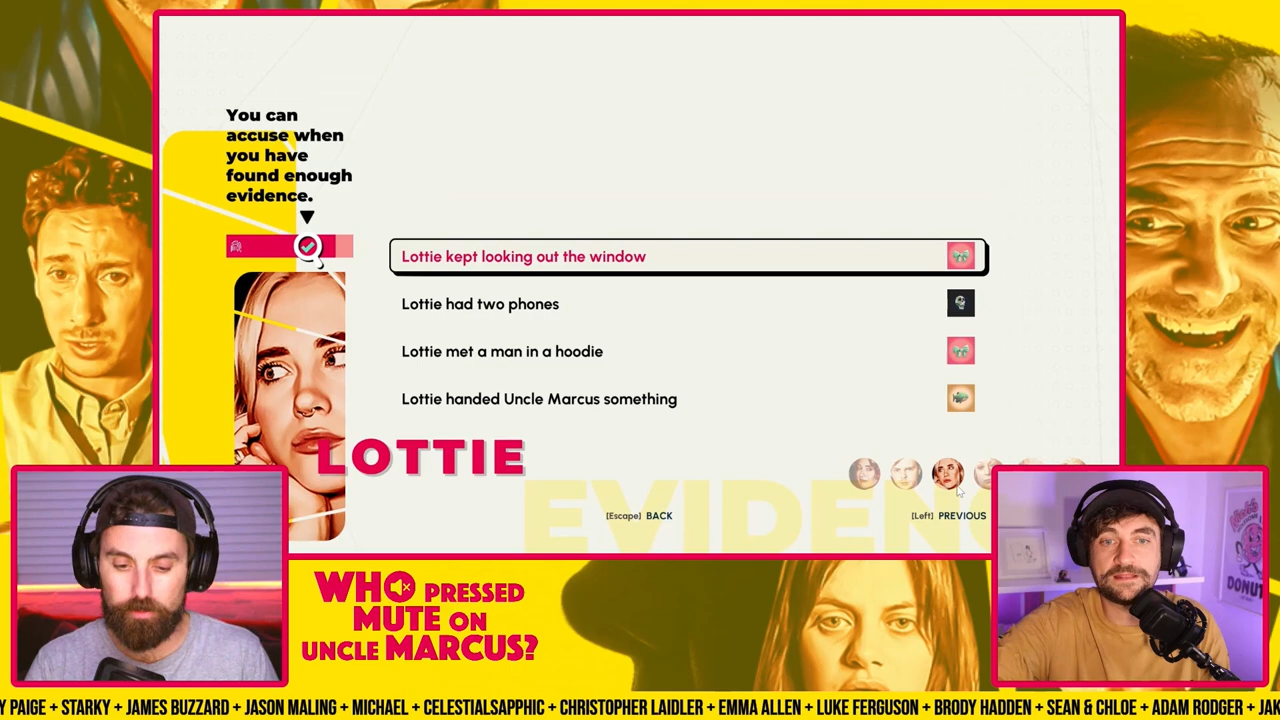 You can
accuse when
you have
found enough
evidence.
Lottie kept looking out the window
Lottie had two phones
Lottie met a man in a hoodie
Lottie handed Uncle Marcus something
LOTTIE
EVIDENC
[Escape] BACK
[Left] PREVIOUS
WHO PRESSED
MUTE ON
UNCLE MARCUS?
DONUT
Y PAIGE + STARKY + JAMES BUZZARD + JASON MALING + MICHAEL + CELESTIALSAPPHIC + CHRISTOPHER LAIDLER + EMMA ALLEN + LUKE FERGUSON + BRODY HADDEN + SEAN & CHLOE + ADAM RODGER + JAK